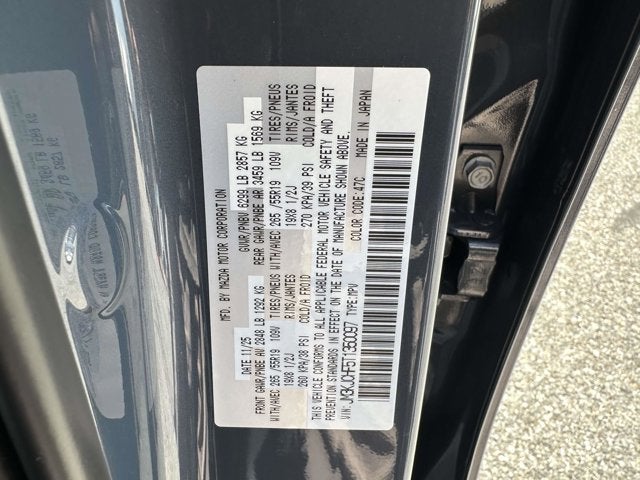 MFD. BY MAZDA MOTOR CORPORATION
11/25 GVWR/PNBV 6299 LB 2857 KG
FRONT GAWR/PNBE AV 2848 LB 1292 KG REAR GAWR/PNBE AR 3459 LB 1569 KG
WITH/AVEC 265 /55R19 109V TIRES/PNEUS WITH/AVEC 265 /55R19 109V TIRES/PNEUS
19X8 1/2J RIMS/JANTES 19X8 1/2J RIMS/JANTES
260 KPA/38 PSI COLD/A FROID 270 KPA/39 PSI COLD/A FROID
THIS VEHICLE CONFORMS TO ALL APPLICABLE FEDERAL MOTOR VEHICLE SAFETY AND THEFT
PREVENTION STANDARDS IN EFFECT ON THE DATE OF MANUFACTURE SHOWN ABOVE.
VIN: TYPE:MPV COLOR CODE:47C MADE IN JAPAN